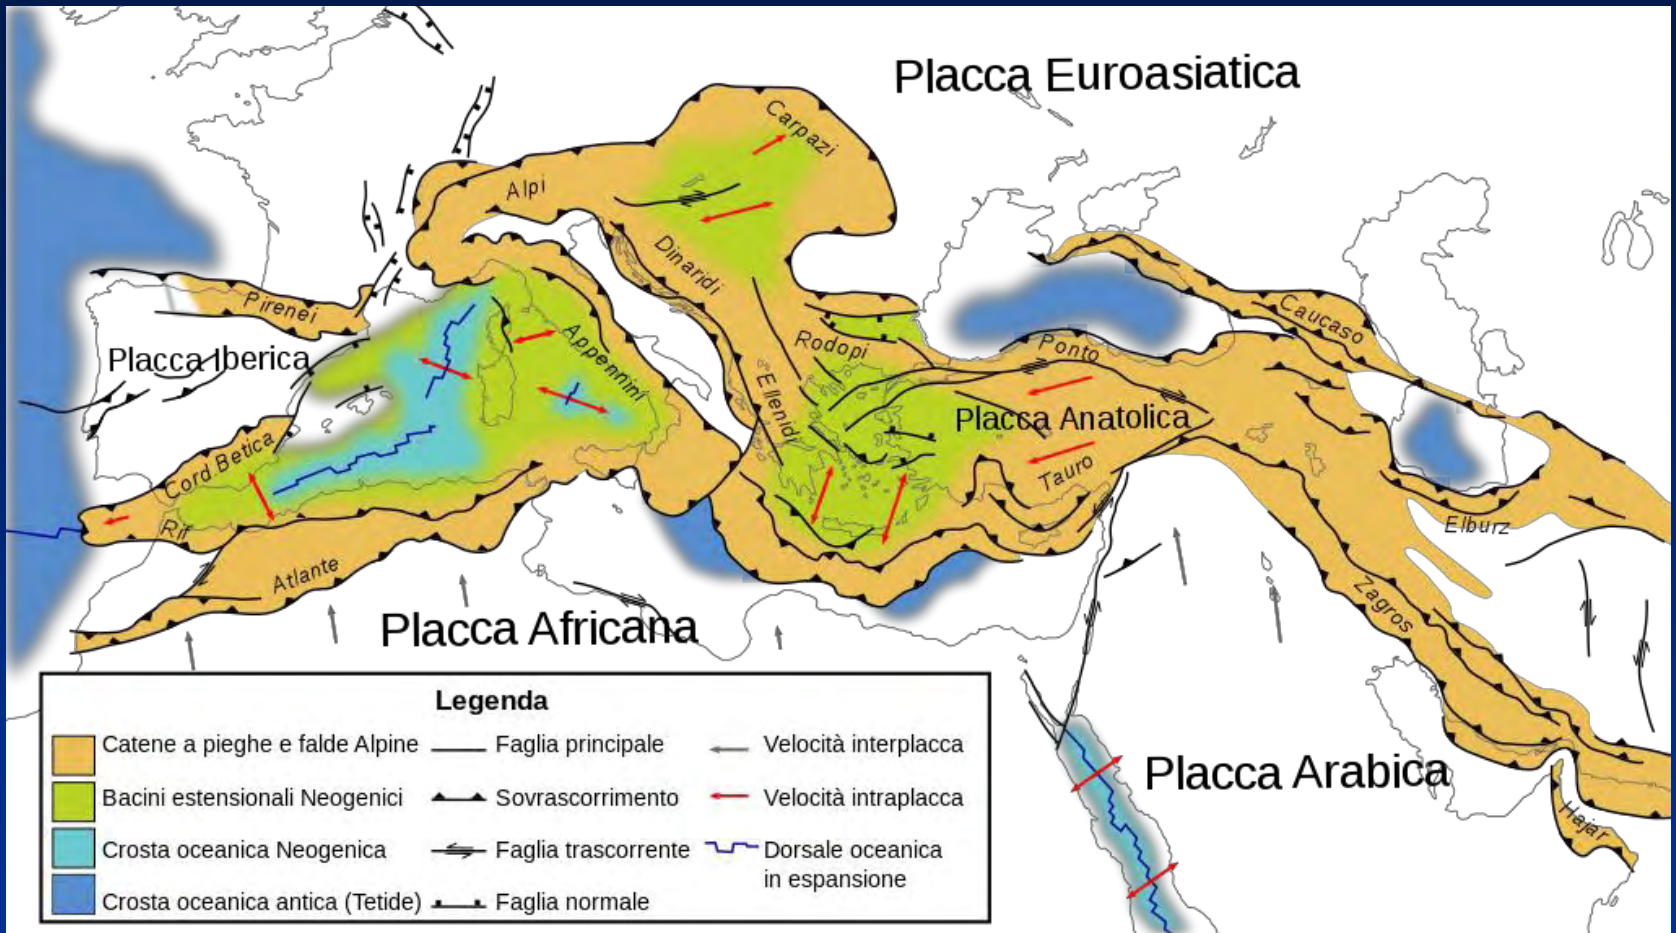 Placca Euroasiatica
Carpazi
Alpi
Dinaridi
Pirenei
Caucaso
Appennini
Rodopi
Ponto
Placca Iberica
Ellenidi
Placca Anatolica
Cord Betica
Tauro
Rif
Elburz
Atlante
Zagros
Placca Africana
Placca Arabica
Hajar
Legenda
Catene a pieghe e falde Alpine
Faglia principale
Velocità interplacca
Bacini estensionali Neogenici
Sovrascorrimento
Velocità intraplacca
Crosta oceanica Neogenica
Faglia trascorrente
Dorsale oceanica
in espansione
Crosta oceanica antica (Tetide)
Faglia normale